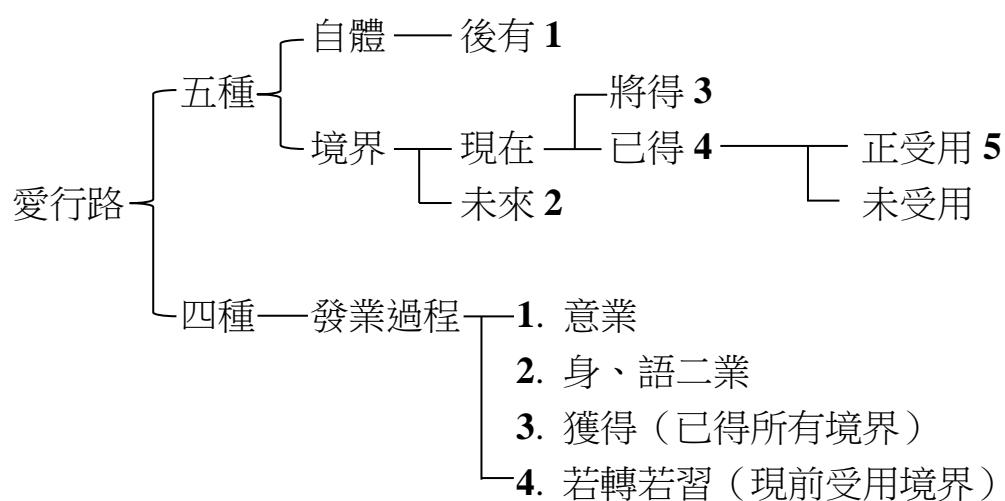 自體 後有 1
五種 將得 3
境界 現在 已得 4 正受用 5
愛行路 未來 2 未受用
四種 發業過程 1. 意業
2. 身、語二業
3. 獲得（已得所有境界）
4. 若轉若習（現前受用境界）